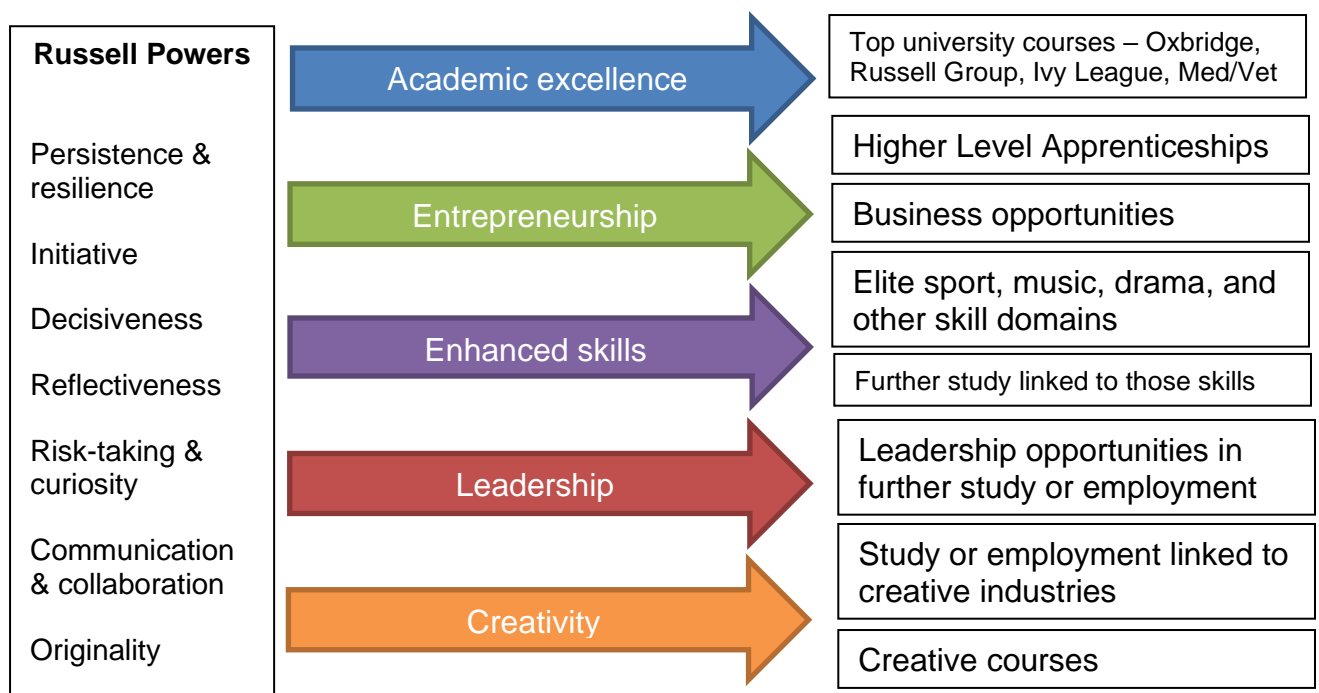 Russell Powers
Persistence &
resilience
Initiative
Decisiveness
Reflectiveness
Risk-taking &
curiosity
Communication
& collaboration
Originality
Academic excellence
Entrepreneurship
Enhanced skills
Leadership
Creativity
Top university courses – Oxbridge,
Russell Group, Ivy League, Med/Vet
Higher Level Apprenticeships
Business opportunities
Elite sport, music, drama, and
other skill domains
Further study linked to those skills
Leadership opportunities in
further study or employment
Study or employment linked to
creative industries
Creative courses